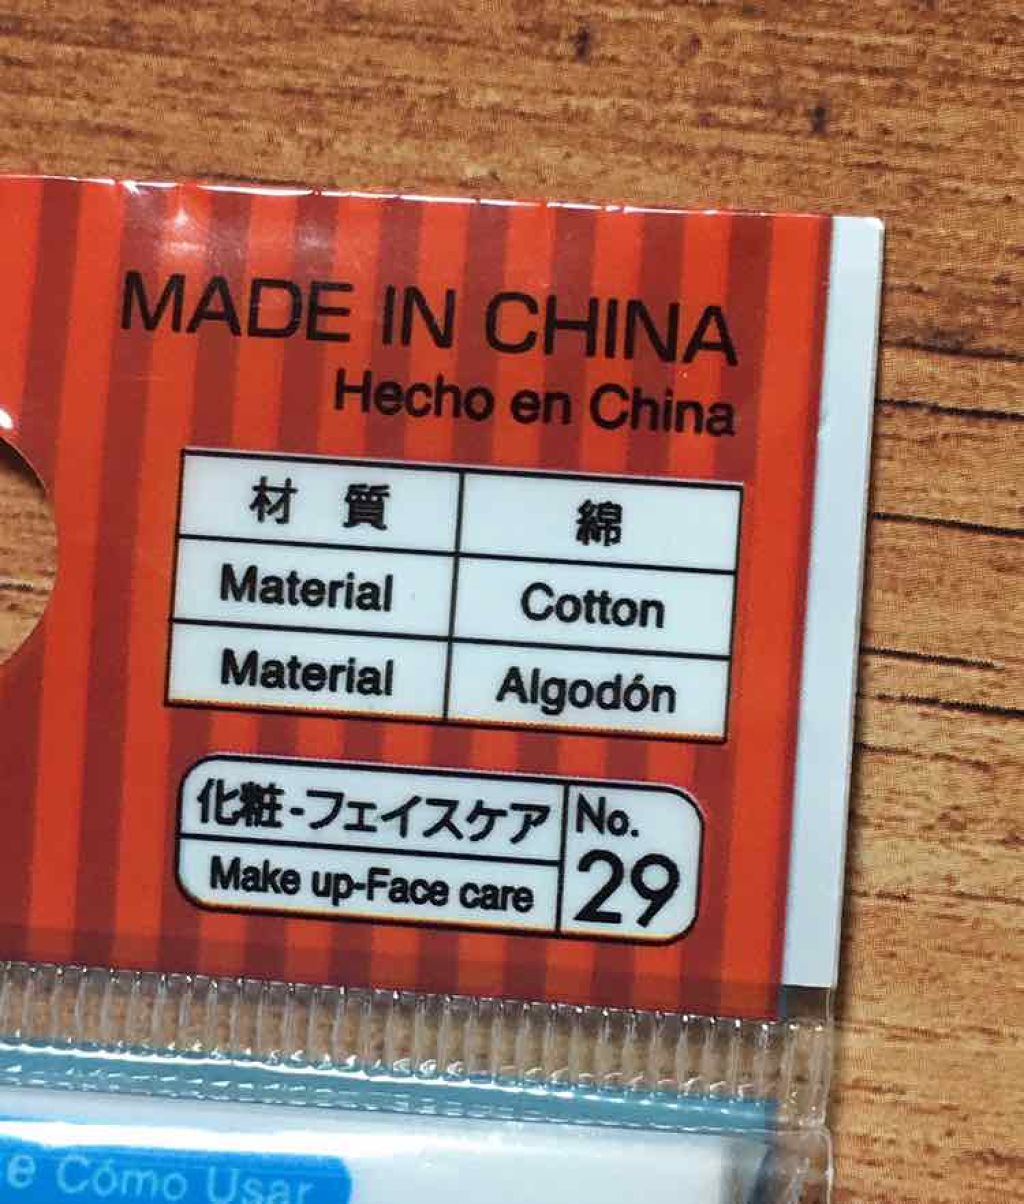 MADE IN CHINA
Hecho en China
材 質 綿
Material Cotton
Material Algodón
化粧-フェイスケア No.
Make up-Face care 29
Cómo Usar